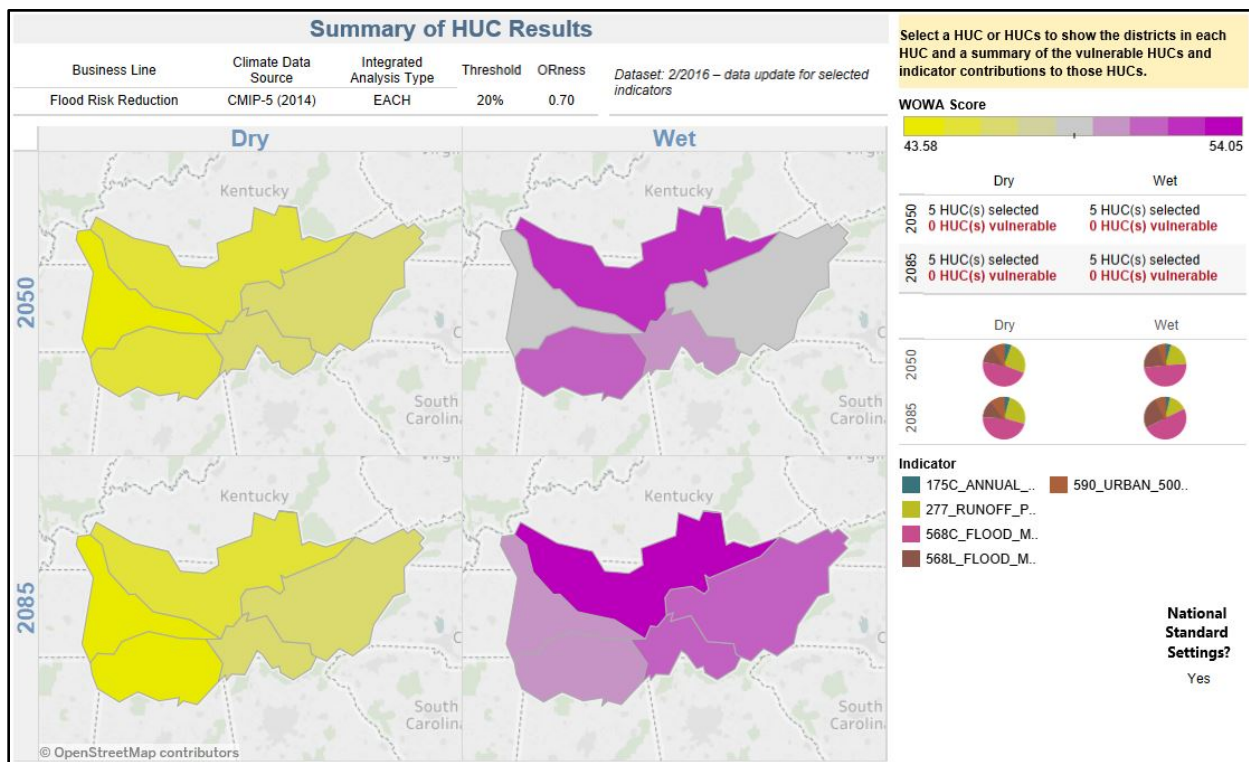 Summary of HUC Results
Business Line
Climate Data
Source
Integrated
Analysis Type
Threshold
ORness
Flood Risk Reduction
CMIP-5 (2014)
EACH
20%
0.70
Dataset: 2/2016 – data update for selected
indicators
Dry
Wet
2050
Kentucky
South
Carolina
Kentucky
South
Carolina
2085
Kentucky
South
Carolina
Kentucky
South
Carolina
© OpenStreetMap contributors
Select a HUC or HUCs to show the districts in each
HUC and a summary of the vulnerable HUCs and
indicator contributions to those HUCs.
WOWA Score
43.58
54.05
Dry
Wet
2050
5 HUC(s) selected
0 HUC(s) vulnerable
5 HUC(s) selected
0 HUC(s) vulnerable
2085
5 HUC(s) selected
0 HUC(s) vulnerable
5 HUC(s) selected
0 HUC(s) vulnerable
Dry
Wet
2050
2085
Indicator
175C_ANNUAL_..
590_URBAN_500..
277_RUNOFF_P..
568C_FLOOD_M..
568L_FLOOD_M..
National
Standard
Settings?
Yes